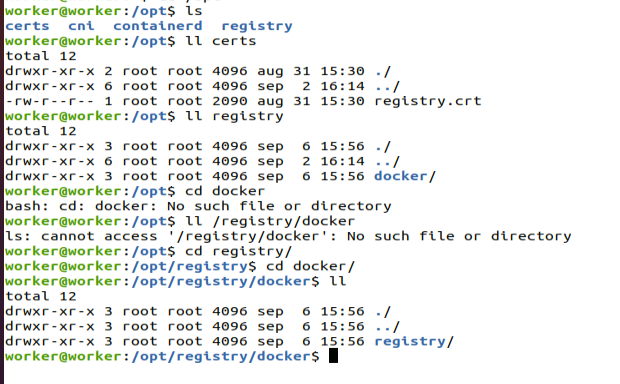 worker@worker:/opt$ ls
certs  cni  containerd  registry
worker@worker:/opt$ ll certs
total 12
drwxr-xr-x 2 root root 4096 aug 31 15:30 ./
drwxr-xr-x 6 root root 4096 sep  2 16:14 ../
-rw-r--r-- 1 root root 2090 aug 31 15:30 registry.crt
worker@worker:/opt$ ll registry
total 12
drwxr-xr-x 3 root root 4096 sep  6 15:56 ./
drwxr-xr-x 6 root root 4096 sep  2 16:14 ../
drwxr-xr-x 3 root root 4096 sep  6 15:56 docker/
worker@worker:/opt$ cd docker
bash: cd: docker: No such file or directory
worker@worker:/opt$ ll /registry/docker
ls: cannot access '/registry/docker': No such file or directory
worker@worker:/opt$ cd registry/
worker@worker:/opt/registry$ cd docker/
worker@worker:/opt/registry/docker$ ll
total 12
drwxr-xr-x 3 root root 4096 sep  6 15:56 ./
drwxr-xr-x 3 root root 4096 sep  6 15:56 ../
drwxr-xr-x 3 root root 4096 sep  6 15:56 registry/
worker@worker:/opt/registry/docker$